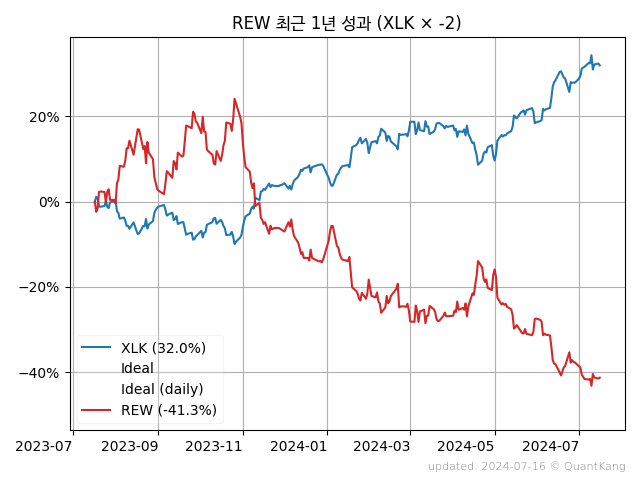 REW 최근 1년 성과 (XLK × -2)
20%
0%
−20%
−40%
XLK (32.0%)
Ideal
Ideal (daily)
REW (-41.3%)
2023-07 2023-09 2023-11 2024-01 2024-03 2024-05 2024-07
updated: 2024-07-16 © QuantKang